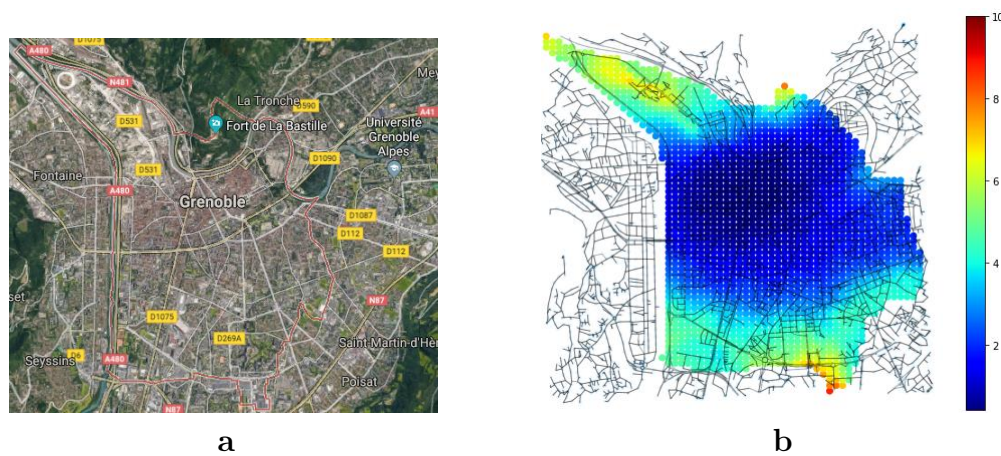 D1075
A480
N481
Mey
La Tronche
D590
A41
D531
Fort de La Bastille
Université
Grenoble
Alpes
D531
D1090
Fontaine
A480
Grenoble
D1087
D112
D112
set
N87
D1075
D269A
Saint-Martin-d'Hèr
Seyssins
D6
A480
Poisat
N87
a
10
8
6
4
2
b